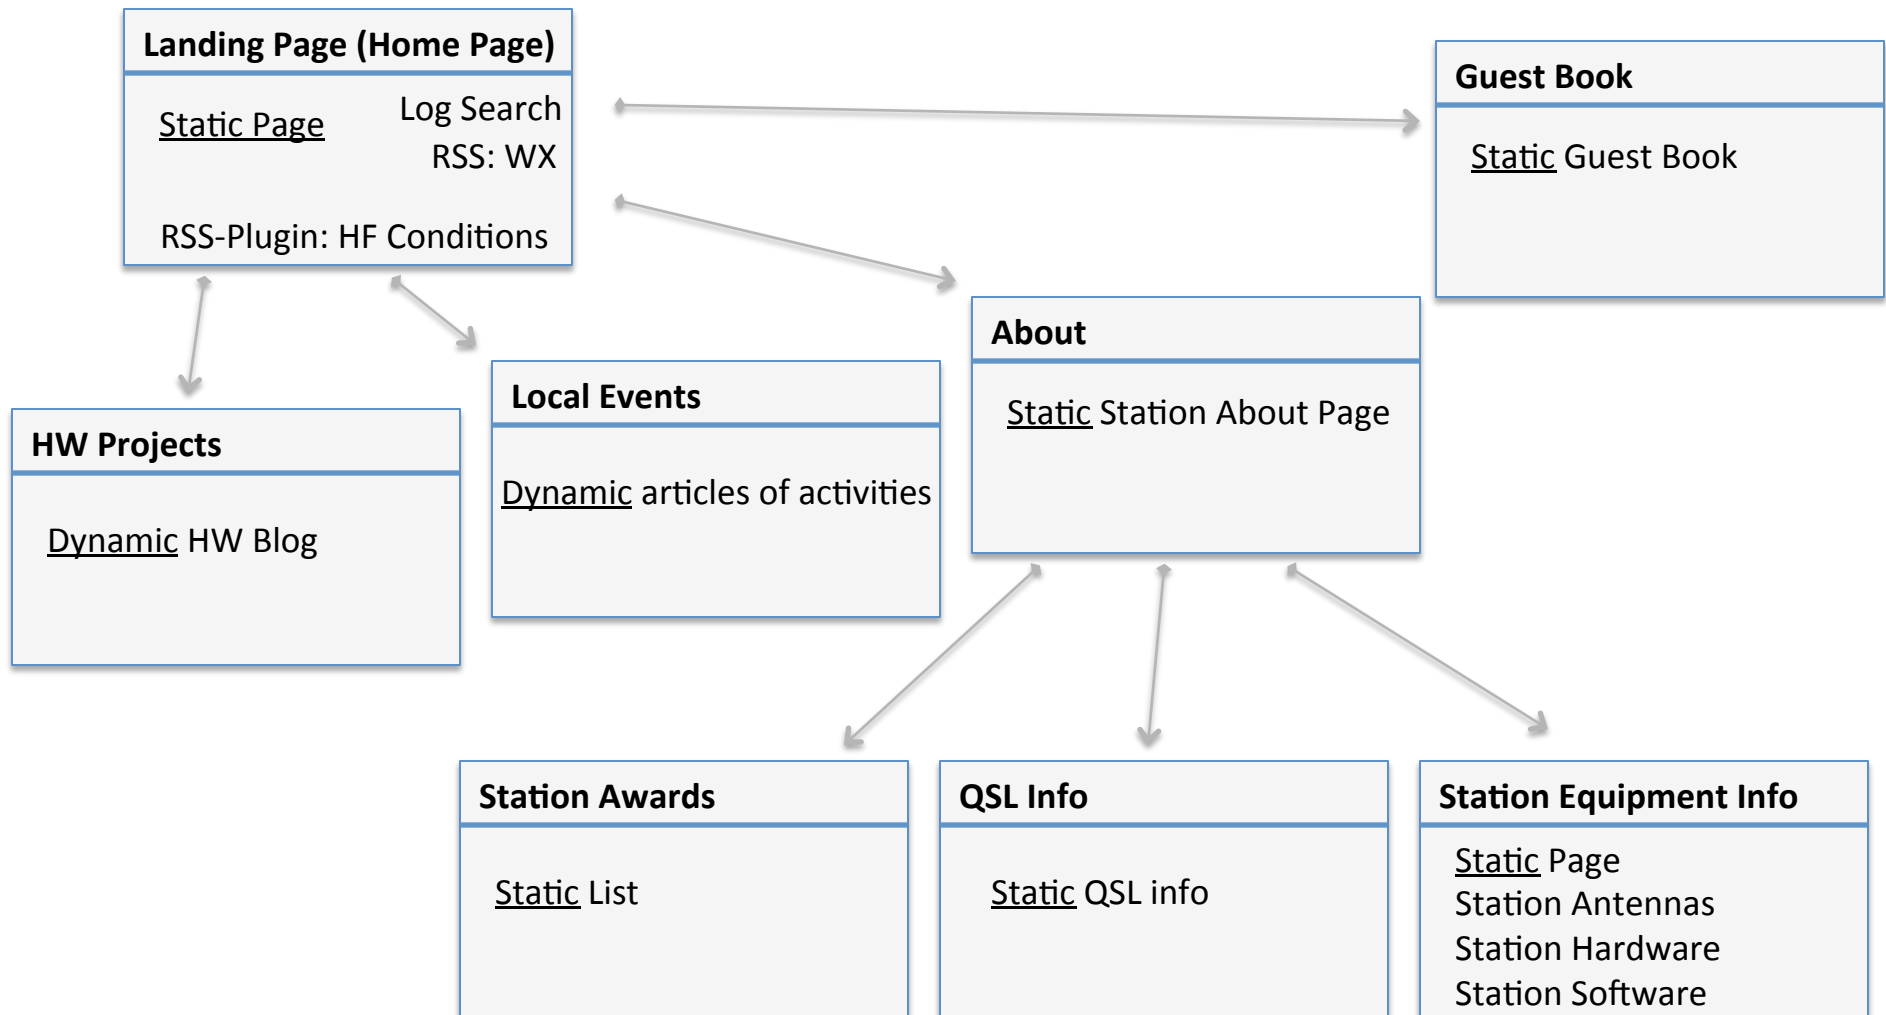 Landing Page (Home Page)
Static Page
Log Search
RSS: WX
RSS-Plugin: HF Conditions
Guest Book
Static Guest Book
About
Static Station About Page
Local Events
Dynamic articles of activities
HW Projects
Dynamic HW Blog
Station Awards
Static List
QSL Info
Static QSL info
Station Equipment Info
Static Page
Station Antennas
Station Hardware
Station Software